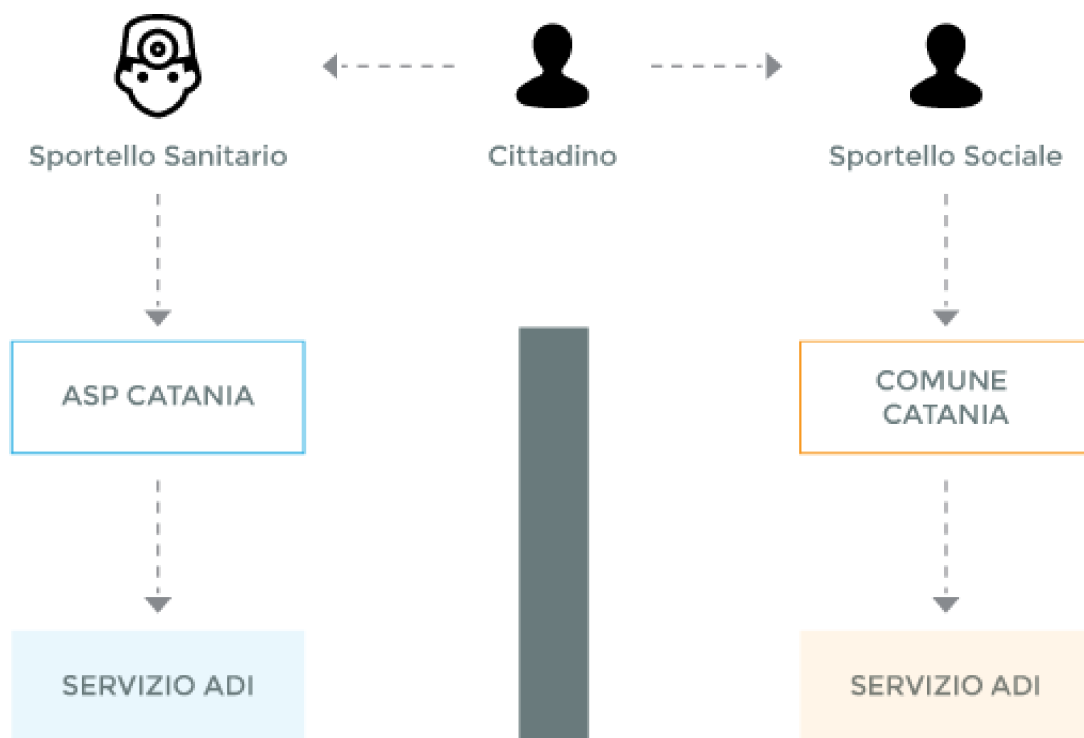 Sportello Sanitario
Cittadino
Sportello Sociale
ASP CATANIA
COMUNE
CATANIA
SERVIZIO ADI
SERVIZIO ADI